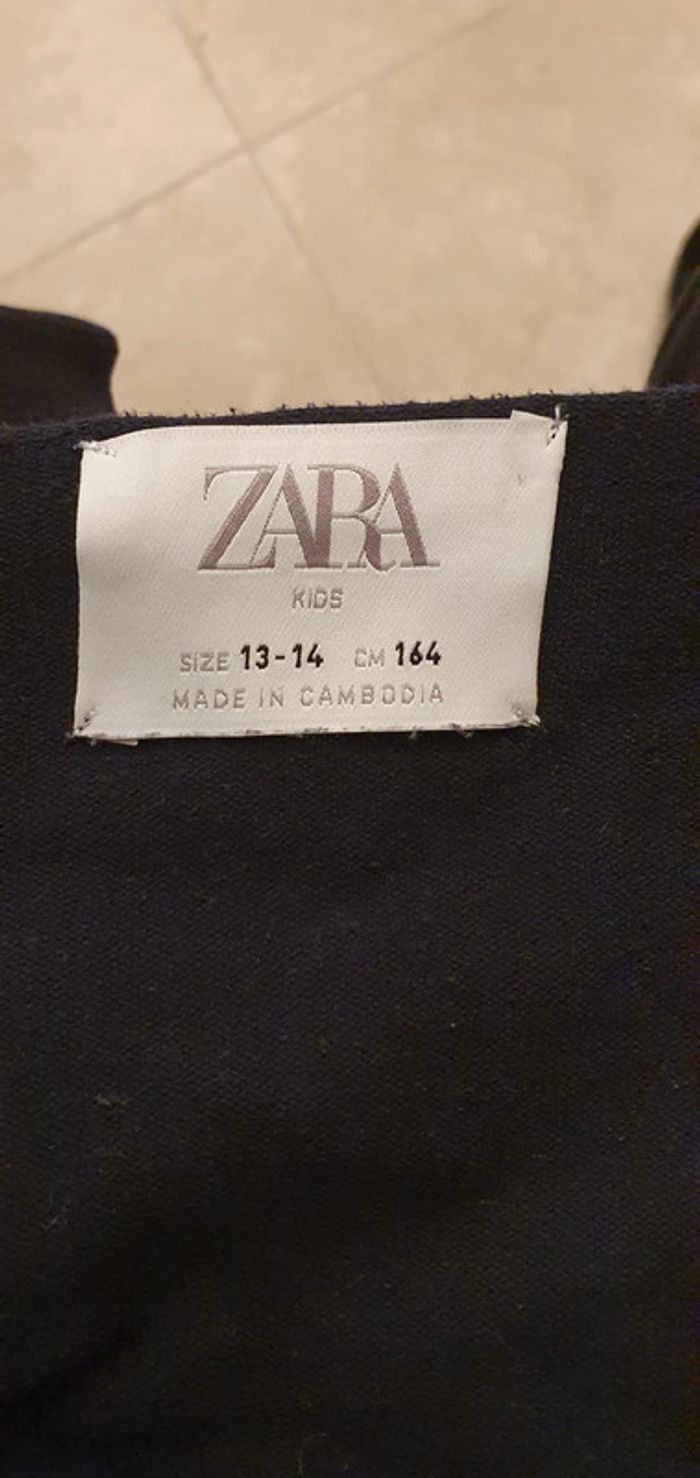 ZARA
KIDS
SIZE 13-14 CM 164
MADE IN CAMBODIA